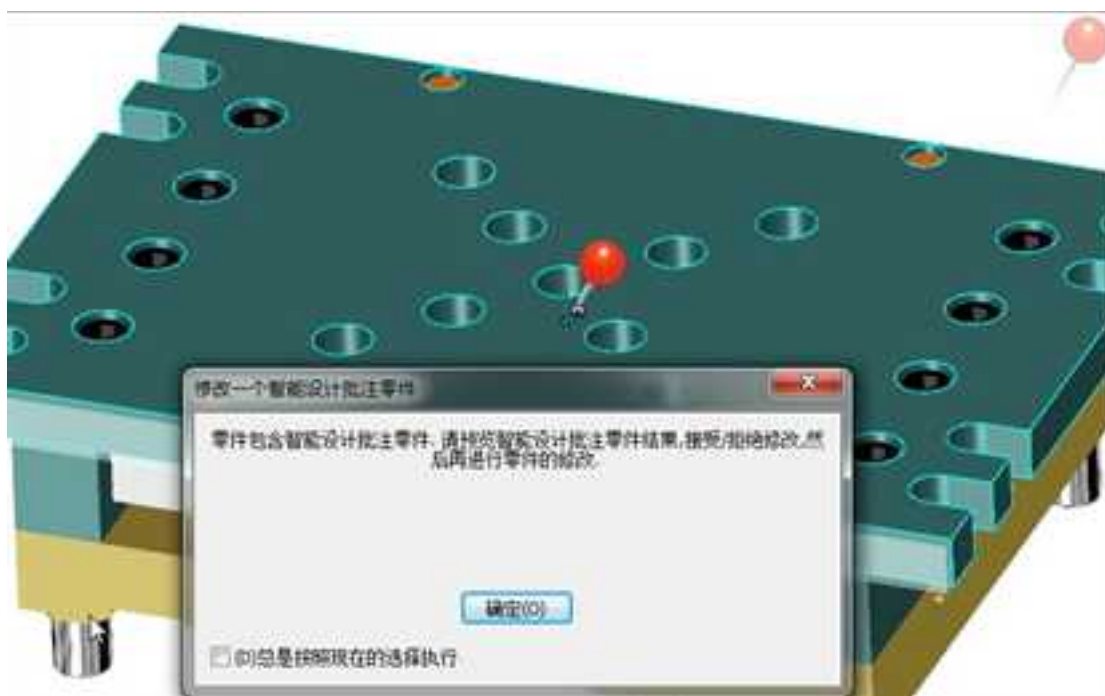 修改一个智能设计批注零件
零件包含智能设计批注零件. 请预览智能设计批注零件结果,接受/拒绝修改,然
后再进行零件的修改.
确定(O)
(D)总是按照现在的选择执行